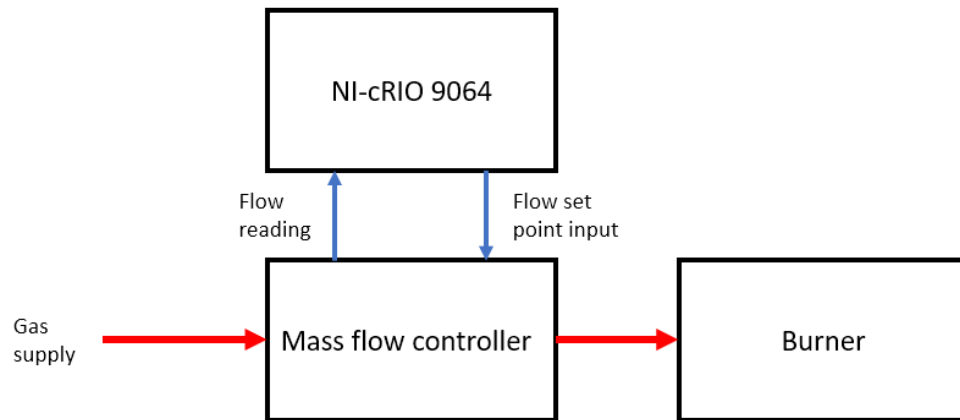 NI-cRIO 9064
Flow
reading
Flow set
point input
Gas
supply
Mass flow controller
Burner